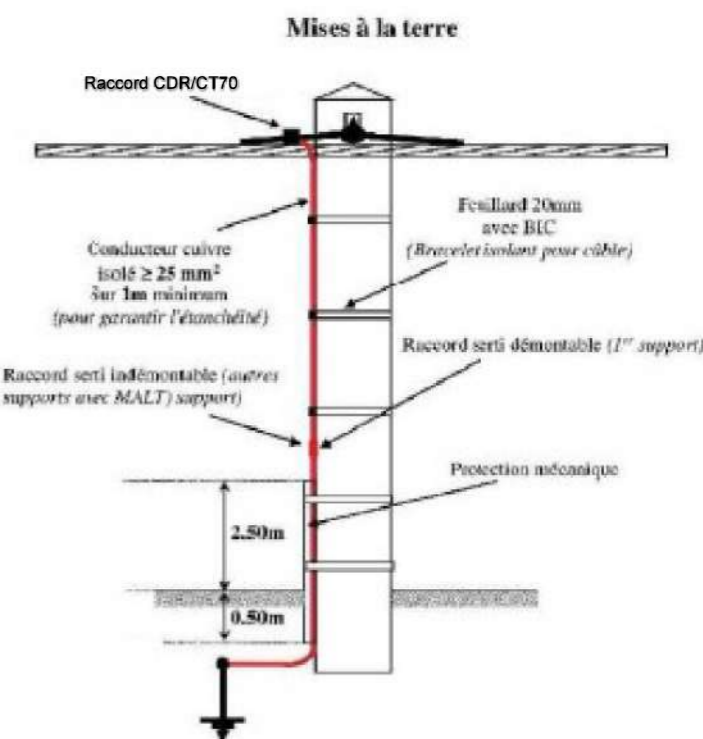 Mises à la terre
Raccord CDR/CT70
Feuillard 20mm
avec BIC
(Bracelet isolant pour câble)
Conducteur cuivre
isolé ≥ 25 mm²
Sur 1m minimum
(pour garantir l'étanchéité)
Raccord serti démontable (1er support)
Raccord serti indémontable (autres
supports avec MALT) support)
Protection mécanique
2.50m
0.50m